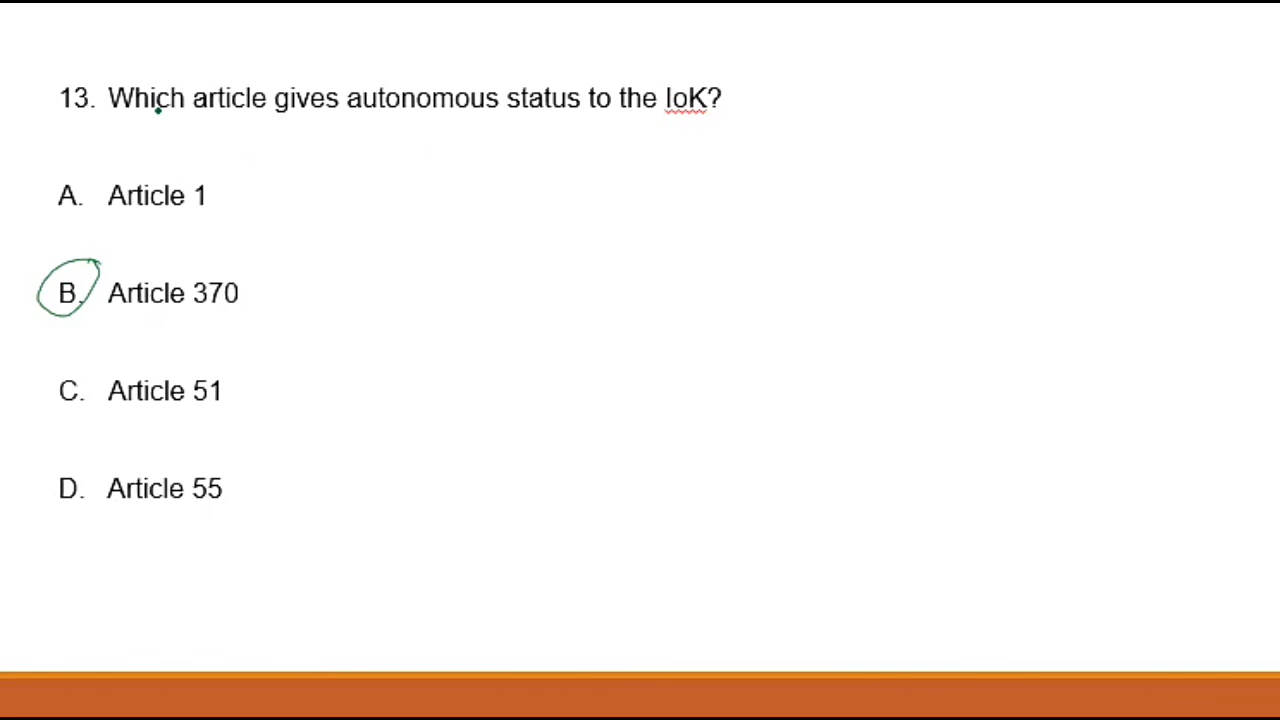 13. Which article gives autonomous status to the IoK?
A. Article 1
B. Article 370
C. Article 51
D. Article 55